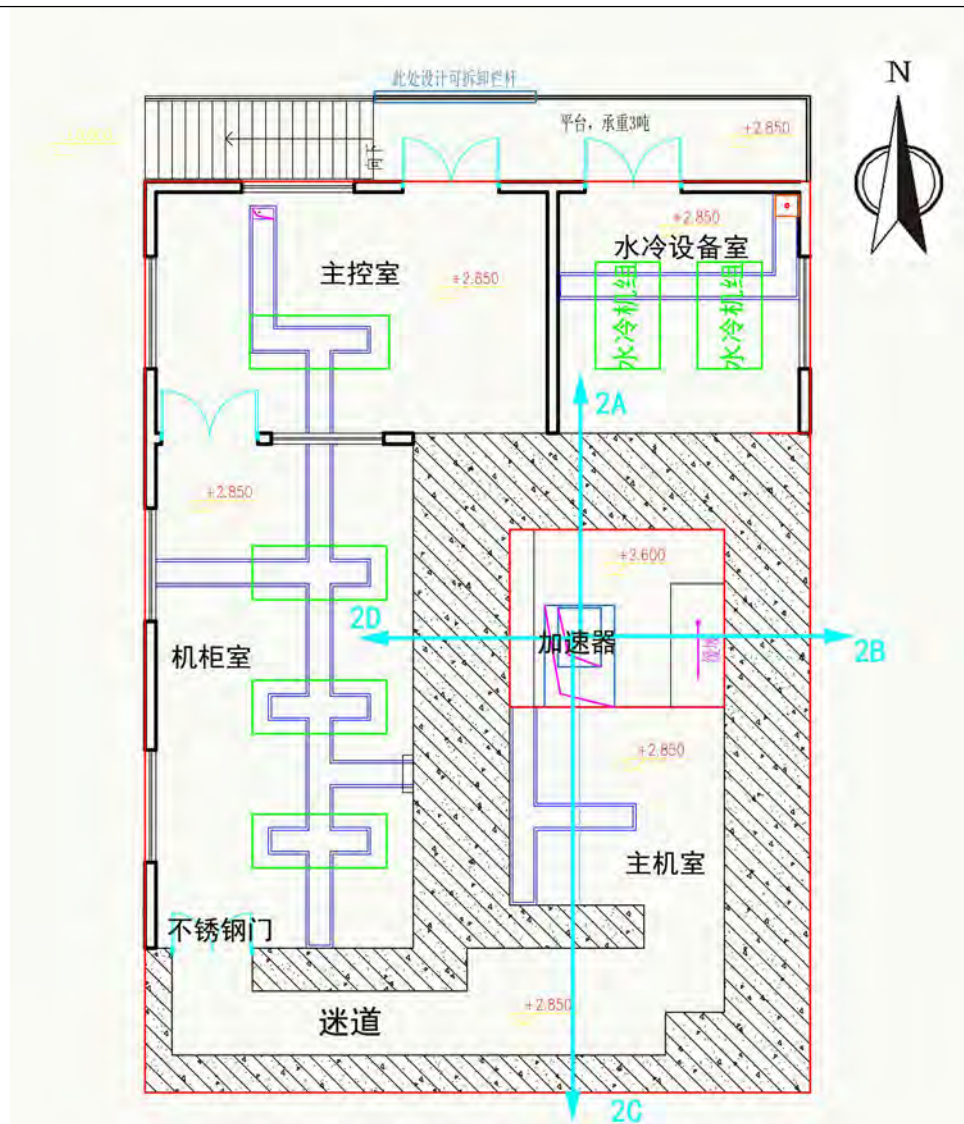 N
此处设计可拆卸栏杆
平台，承重3吨
+2.850
向下
+2.850
水冷设备室
主控室
+2.850
水冷机组
水冷机组
2A
+2.850
+3.600
2D
加速器
2B
机柜室
+2.850
主机室
不锈钢门
+2.850
迷道
2C